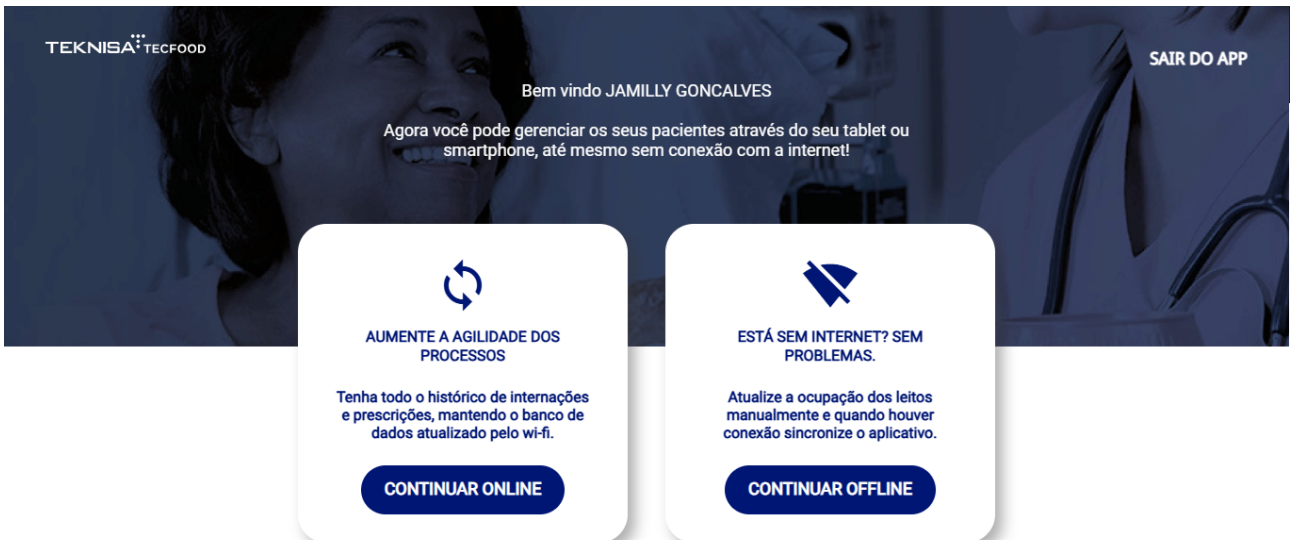 TEKNISA TECFOOD
SAIR DO APP
Bem vindo JAMILLY GONCALVES
Agora você pode gerenciar os seus pacientes através do seu tablet ou
smartphone, até mesmo sem conexão com a internet!
AUMENTE A AGILIDADE DOS
PROCESSOS
Tenha todo o histórico de internações
e prescrições, mantendo o banco de
dados atualizado pelo wi-fi.
CONTINUAR ONLINE
ESTÁ SEM INTERNET? SEM
PROBLEMAS.
Atualize a ocupação dos leitos
manualmente e quando houver
conexão sincronize o aplicativo.
CONTINUAR OFFLINE